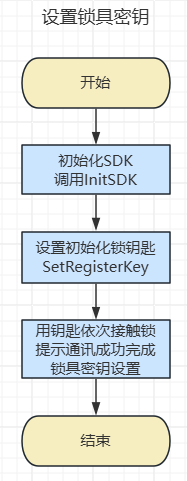 设置锁具密钥
开始
初始化SDK
调用InitSDK
设置初始化锁钥匙
SetRegisterKey
用钥匙依次接触锁
提示通讯成功完成
锁具密钥设置
结束